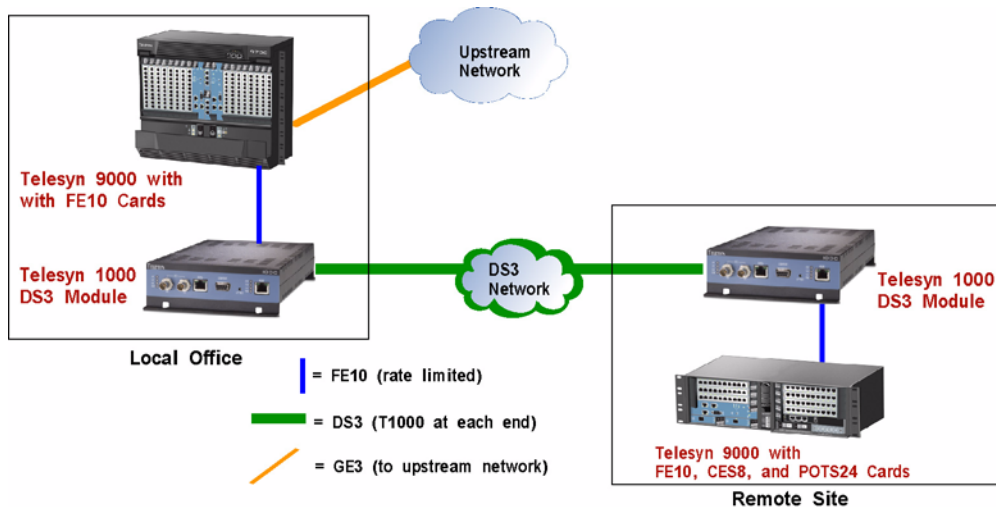 Upstream
Network
Telesyn 9000 with
with FE10 Cards
Telesyn 1000
DS3 Module
Local Office
DS3
Network
Telesyn 1000
DS3 Module
Telesyn 9000 with
FE10, CES8, and POTS24 Cards
Remote Site
= FE10 (rate limited)
= DS3 (T1000 at each end)
= GE3 (to upstream network)